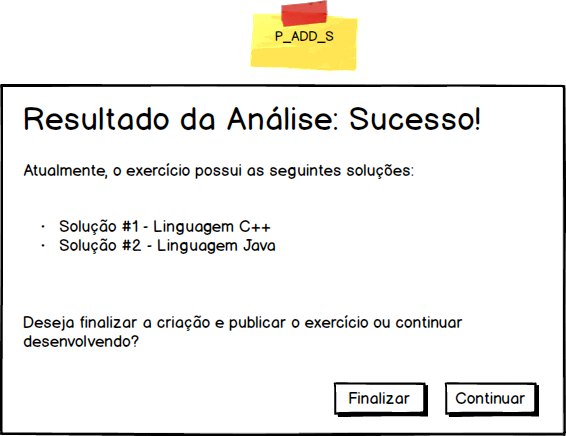 P_ADD_S
Resultado da Análise: Sucesso!
Atualmente, o exercício possui as seguintes soluções:
· Solução #1 - Linguagem C++
· Solução #2 - Linguagem Java
Deseja finalizar a criação e publicar o exercício ou continuar
desenvolvendo?
Finalizar Continuar